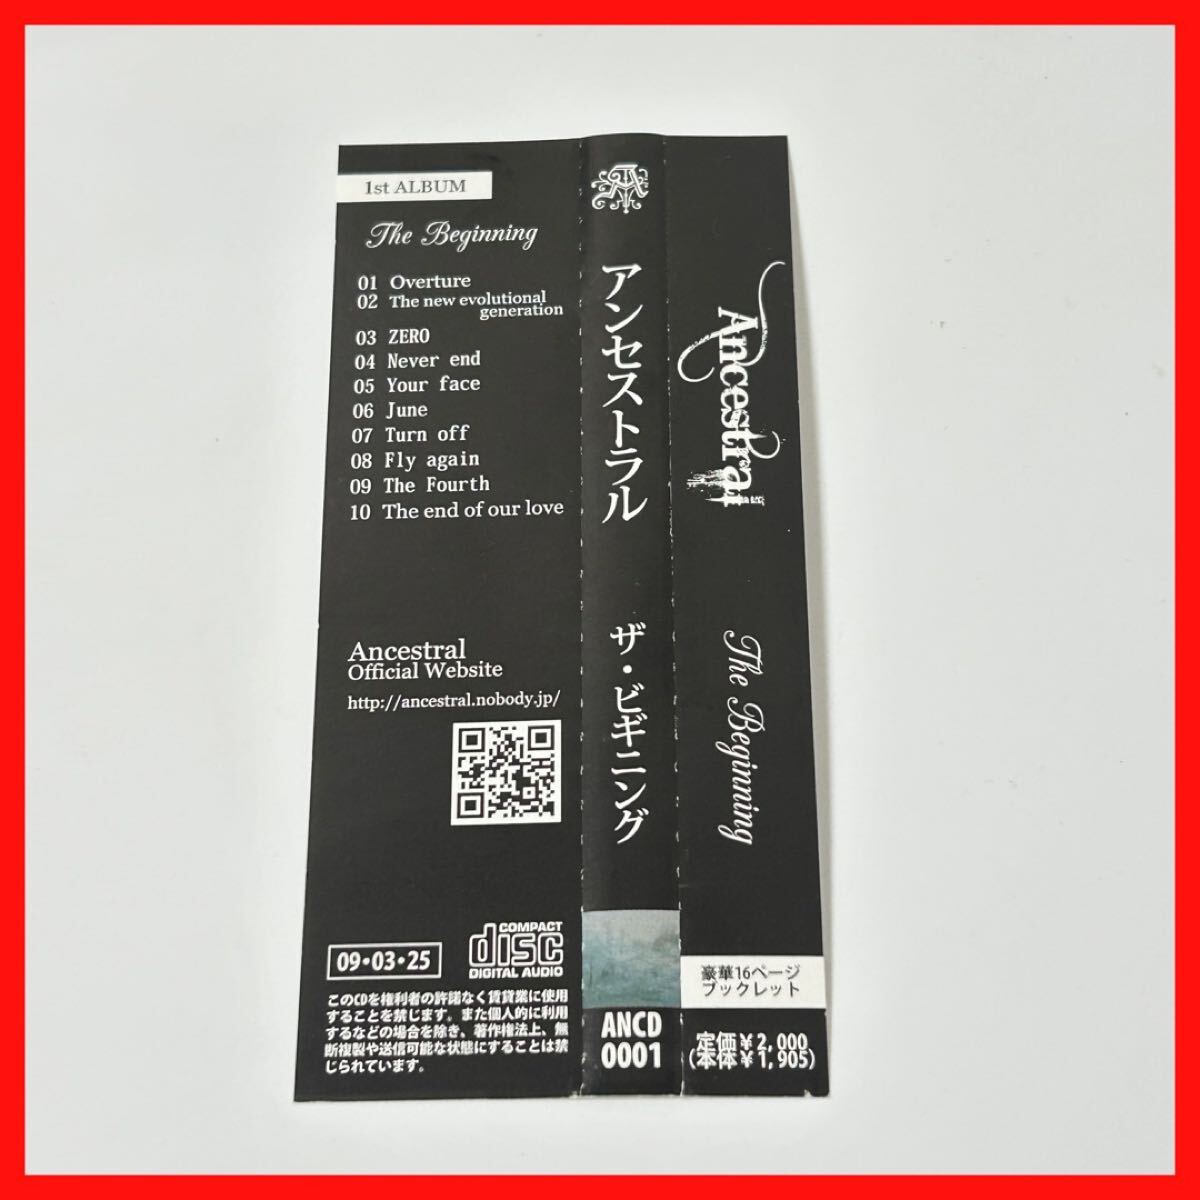 1st ALBUM
The Beginning
01 Overture
02 The new evolutional
generation
03 ZERO
04 Never end
05 Your face
06 June
07 Turn off
08 Fly again
09 The Fourth
10 The end of our love
Ancestral
Official Website
http://ancestral.nobody.jp/
09・03・25
COMPACT
disc
DIGITAL AUDIO
このCDを権利者の許諾なく賃貸業に使用
することを禁じます。また個人的に利用
するなどの場合を除き、著作権法上、無
断複製や送信可能な状態にすることは禁
じられています。
A
アンセストラル
ザ・ビギニング
ANCD
0001
Ancestral
The Beginning
豪華16ページ
ブックレット
定価¥2,000
(本体¥1,905)